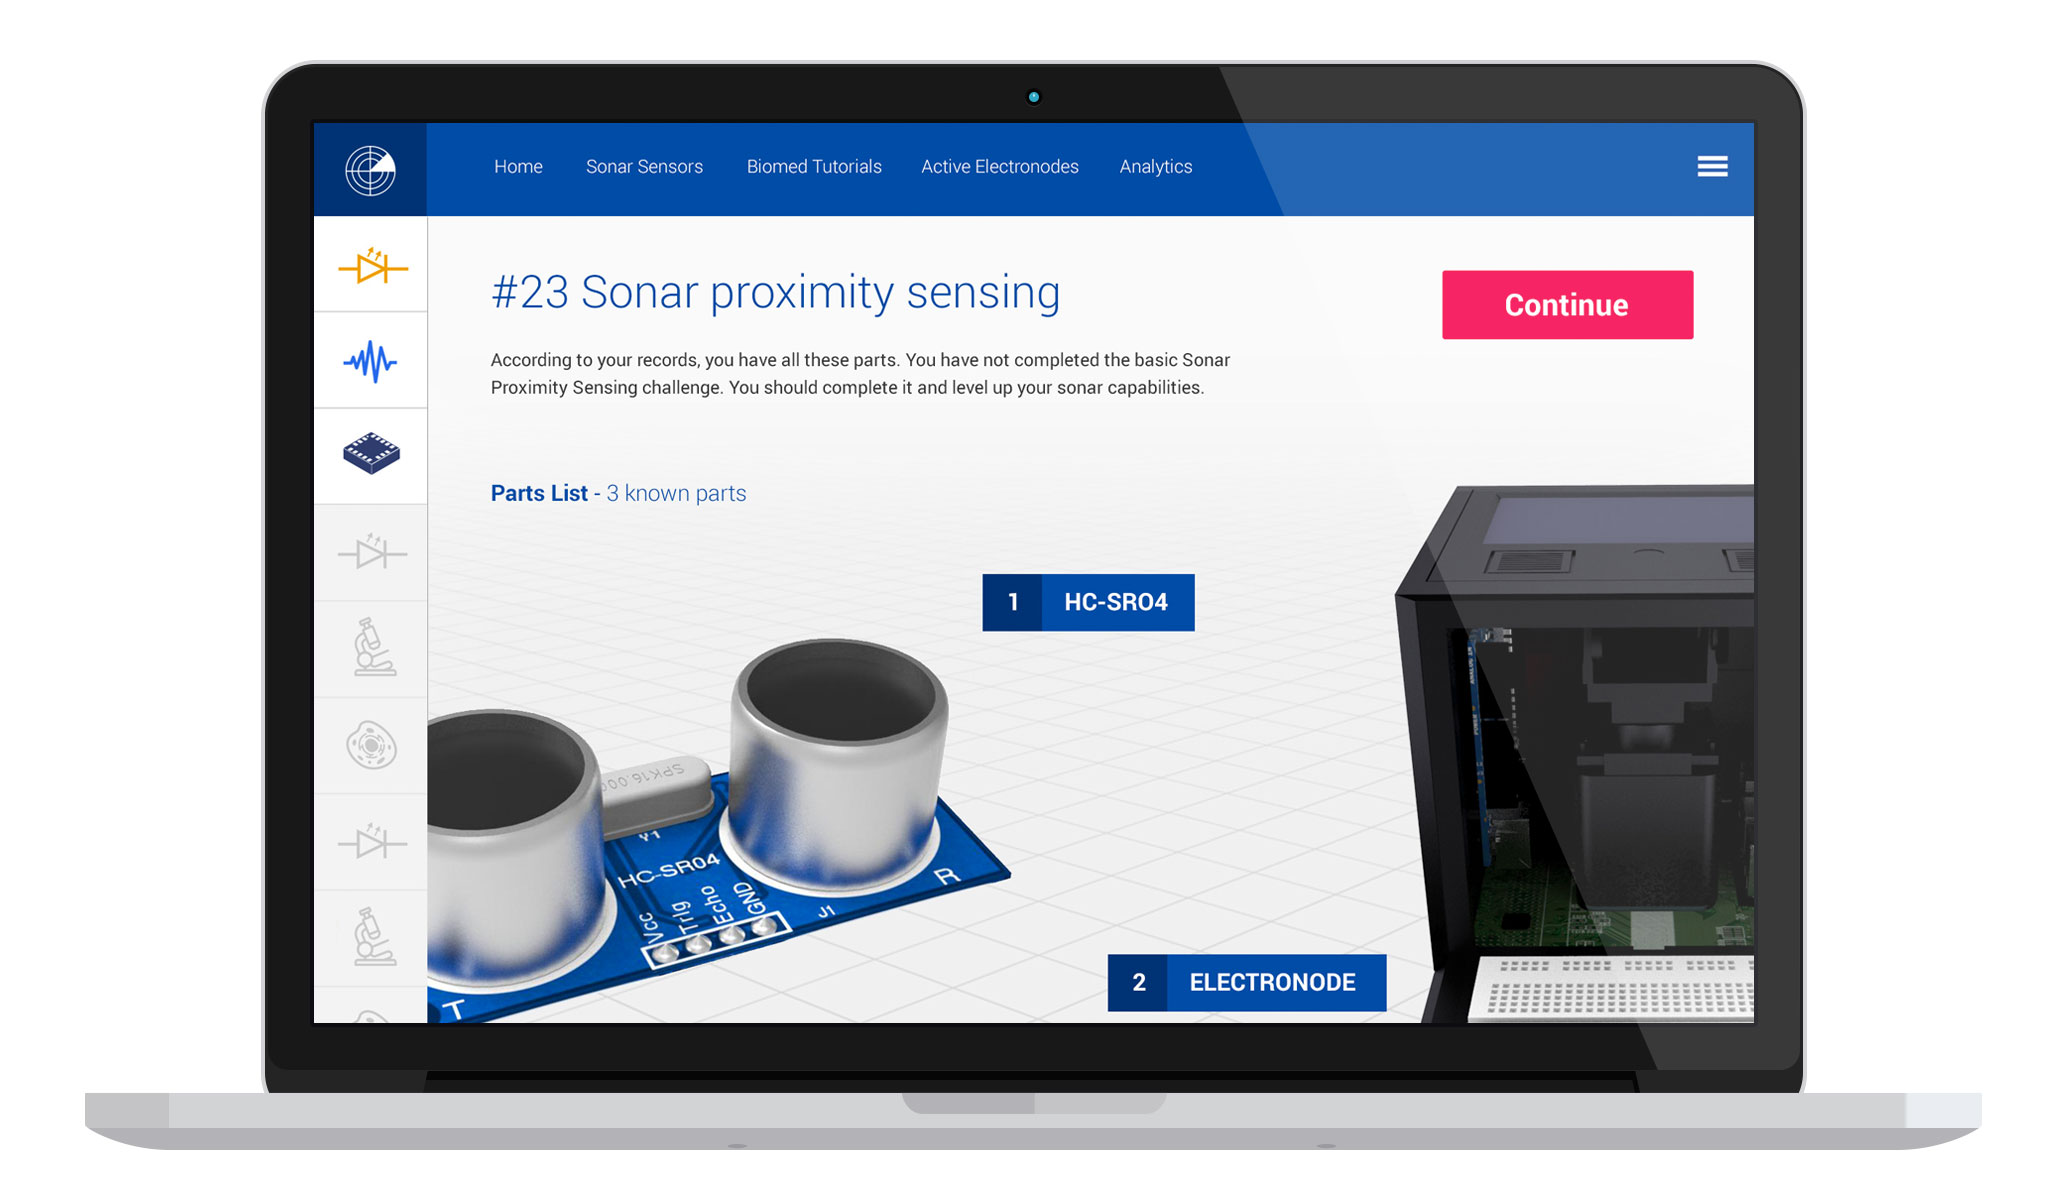 Home Sonar Sensors Biomed Tutorials Active Electronodes Analytics
#23 Sonar proximity sensing
Continue
According to your records, you have all these parts. You have not completed the basic Sonar
Proximity Sensing challenge. You should complete it and level up your sonar capabilities.
Parts List - 3 known parts
1 HC-SRO4
SPK16.00
Y1
HC-SR04
Vcc
Trig
Echo
GND
J1
R
T
2 ELECTRONODE